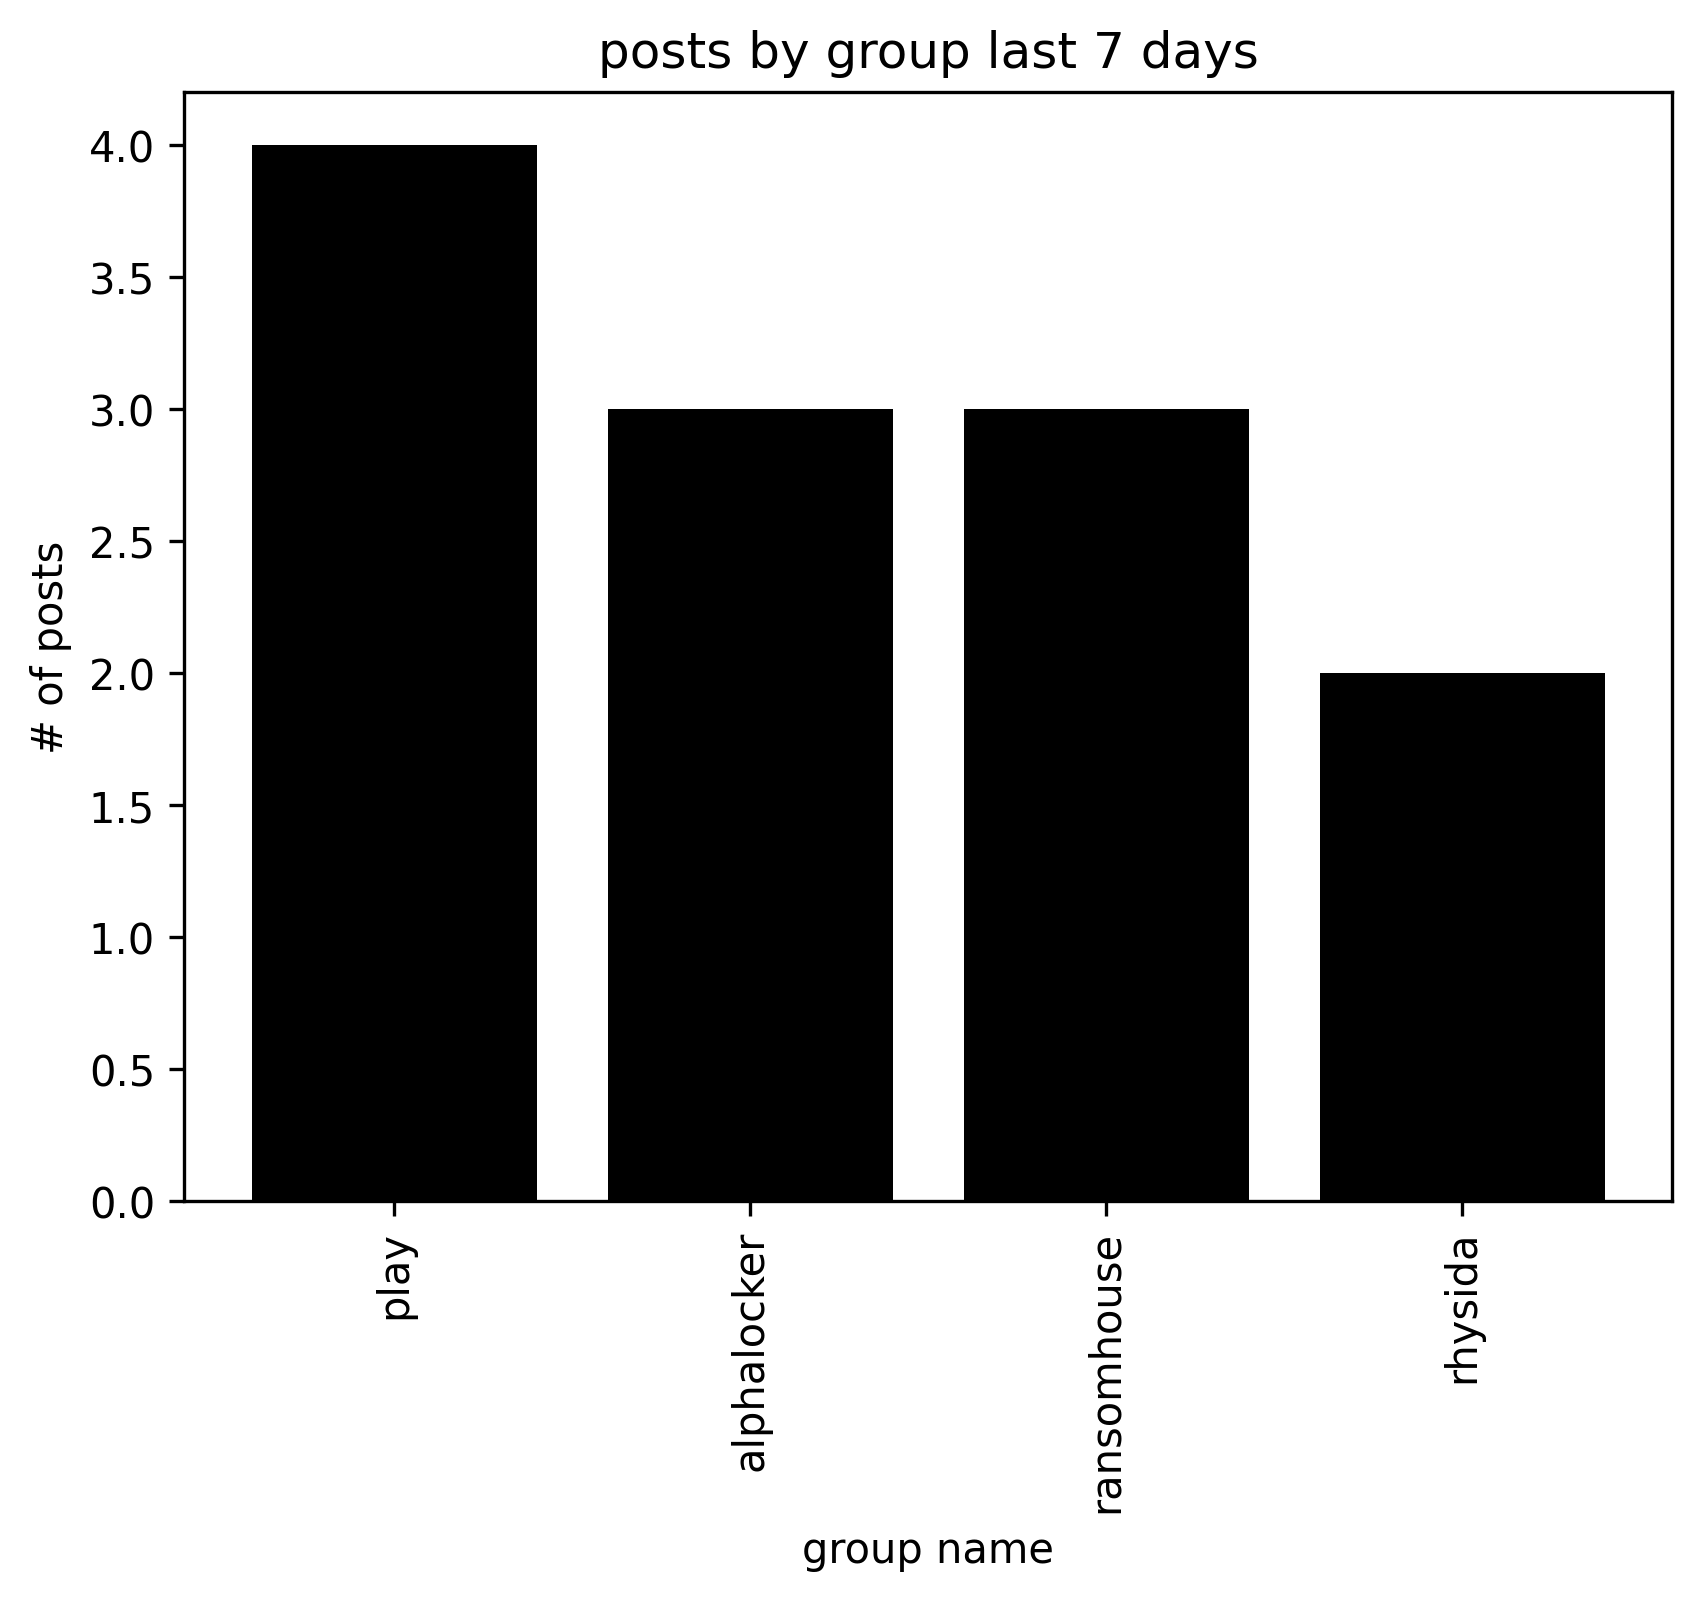 posts by group last 7 days
# of posts
4.0
3.5
3.0
2.5
2.0
1.5
1.0
0.5
0.0
play
alphalocker
ransomhouse
rhysida
group name